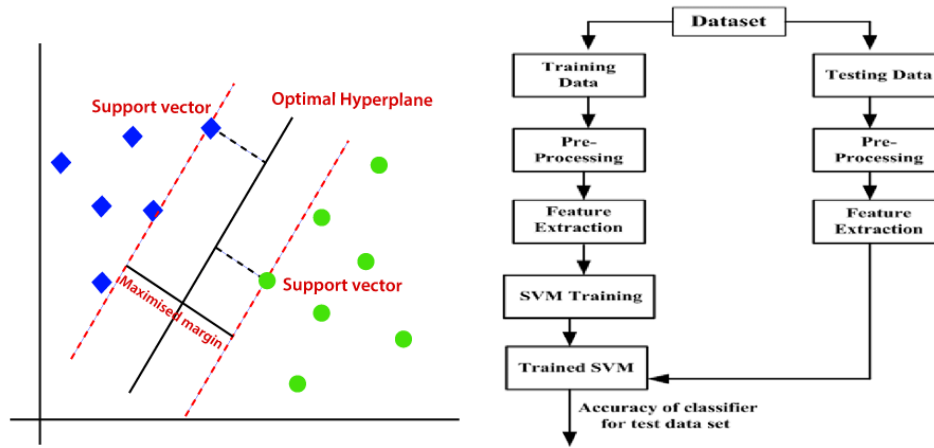 Support vector
Optimal Hyperplane
Support vector
Maximised margin
Dataset
Training
Data
Testing Data
Pre-
Processing
Pre-
Processing
Feature
Extraction
Feature
Extraction
SVM Training
Trained SVM
Accuracy of classifier
for test data set